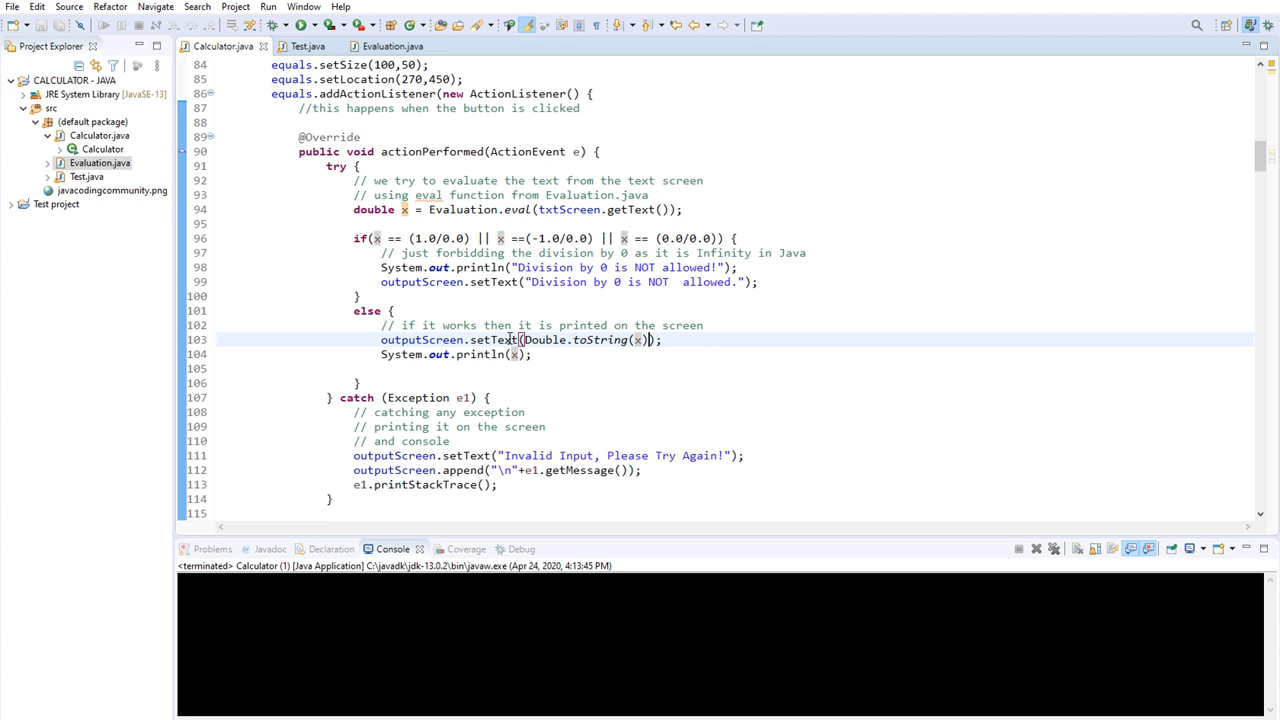 File Edit Source Refactor Navigate Search Project Run Window Help
Project Explorer
CALCULATOR - JAVA
JRE System Library [JavaSE-13]
src
(default package)
Calculator.java
Calculator
Evaluation.java
Test.java
javacodingcommunity.png
Test project
Calculator.java Test.java Evaluation.java
84 equals.setSize(100,50);
85 equals.setLocation(270,450);
86 equals.addActionListener(new ActionListener() {
87 //this happens when the button is clicked
88
89 @Override
90 public void actionPerformed(ActionEvent e) {
91 try {
92 // we try to evaluate the text from the text screen
93 // using eval function from Evaluation.java
94 double x = Evaluation.eval(txtScreen.getText());
95
96 if(x == (1.0/0.0) || x ==(-1.0/0.0) || x == (0.0/0.0)) {
97 // just forbidding the division by 0 as it is Infinity in Java
98 System.out.println("Division by 0 is NOT allowed!");
99 outputScreen.setText("Division by 0 is NOT  allowed.");
100 }
101 else {
102 // if it works then it is printed on the screen
103 outputScreen.setText(Double.toString(x));
104 System.out.println(x);
105
106 }
107 } catch (Exception e1) {
108 // catching any exception
109 // printing it on the screen
110 // and console
111 outputScreen.setText("Invalid Input, Please Try Again!");
112 outputScreen.append("\n"+e1.getMessage());
113 e1.printStackTrace();
114 }
115
Problems Javadoc Declaration Console Coverage Debug
<terminated> Calculator (1) [Java Application] C:\javadk\jdk-13.0.2\bin\javaw.exe (Apr 24, 2020, 4:13:45 PM)